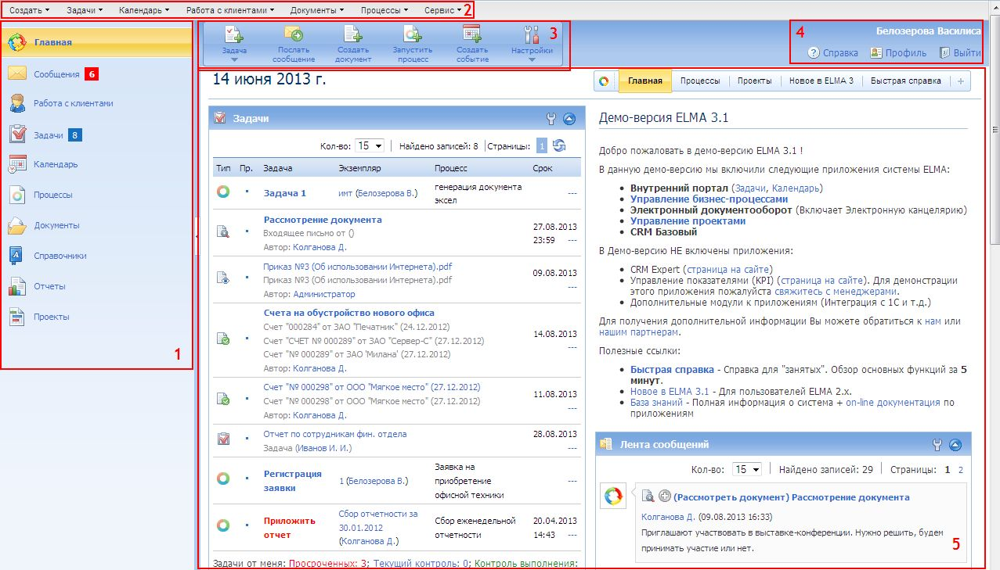 Создать Задачи Календарь Работа с клиентами Документы Процессы Сервис 2
Главная
Сообщения 6
Работа с клиентами
Задачи 8
Календарь
Процессы
Документы
Справочники
Отчеты
Проекты
1
Задача
Послать сообщение
Создать документ
Запустить процесс
Создать событие
Настройки
3
4
Белозерова Василиса
Справка Профиль Выйти
14 июня 2013 г.
Главная Процессы Проекты Новое в ELMA 3 Быстрая справка +
Задачи
Кол-во: 15 Найдено записей: 8 Страницы: 1
Тип Пр. Задача Экземпляр Процесс Срок
Задача 1 имт (Белозерова В.) генерация документа эксел ---
Рассмотрение документа
Входящее письмо от ()
Автор: Колганова Д.
27.08.2013
23:59 ---
Приказ №3 (Об использовании Интернета).pdf
Приказ №3 (Об использовании Интернета).pdf
Автор: Администратор
09.08.2013
---
Счета на обустройство нового офиса
Счет "000284" от ЗАО "Печатник" (24.12.2012)
Счет "СЧЕТ № 000289" от ЗАО "Сервер-С" (27.12.2012)
Счет "№ 000289" от ЗАО 'Милана' (27.12.2012)
Автор: Колганова Д.
14.08.2013
---
Счет "№ 000298" от ООО "Мягкое место" (27.12.2012)
Счет "№ 000298" от ООО "Мягкое место" (27.12.2012)
Автор: Колганова Д.
11.08.2013
---
Отчет по сотрудникам фин. отдела
Задача (Иванов И. И.)
28.08.2013
---
Регистрация
заявки
1 (Белозерова В.)
Заявка на
приобретение
офисной техники
---
Приложить
отчет
Сбор отчетности за
30.01.2012
(Колганова Д.)
Сбор еженедельной
отчетности
20.04.2013
14:43 ---
Задачи от меня: Просроченных: 3; Текущий контроль: 0; Контроль выполнения:
Демо-версия ELMA 3.1
Добро пожаловать в демо-версию ELMA 3.1 !
В данную демо-версию мы включили следующие приложения системы ELMA:
• Внутренний портал (Задачи, Календарь)
• Управление бизнес-процессами
• Электронный документооборот (Включает Электронную канцелярию)
• Управление проектами
• CRM Базовый
В Демо-версию НЕ включены приложения:
• CRM Expert (страница на сайте)
• Управление показателями (KPI) (страница на сайте). Для демонстрации
этого приложения пожалуйста свяжитесь с менеджерами.
• Дополнительные модули к приложениям (Интеграция с 1С и т.д.)
Для получения дополнительной информации Вы можете обратиться к нам или
нашим партнерам.
Полезные ссылки:
• Быстрая справка - Справка для "занятых". Обзор основных функций за 5
минут.
• Новое в ELMA 3.1 - Для пользователей ELMA 2.x.
• База знаний - Полная информация о система + on-line документация по
приложениям
Лента сообщений
Кол-во: 15 Найдено записей: 29 Страницы: 1 2
(Рассмотреть документ) Рассмотрение документа
Колганова Д. (09.08.2013 16:33)
Приглашают участвовать в выставке-конференции. Нужно решить, будем
принимать участие или нет.
5